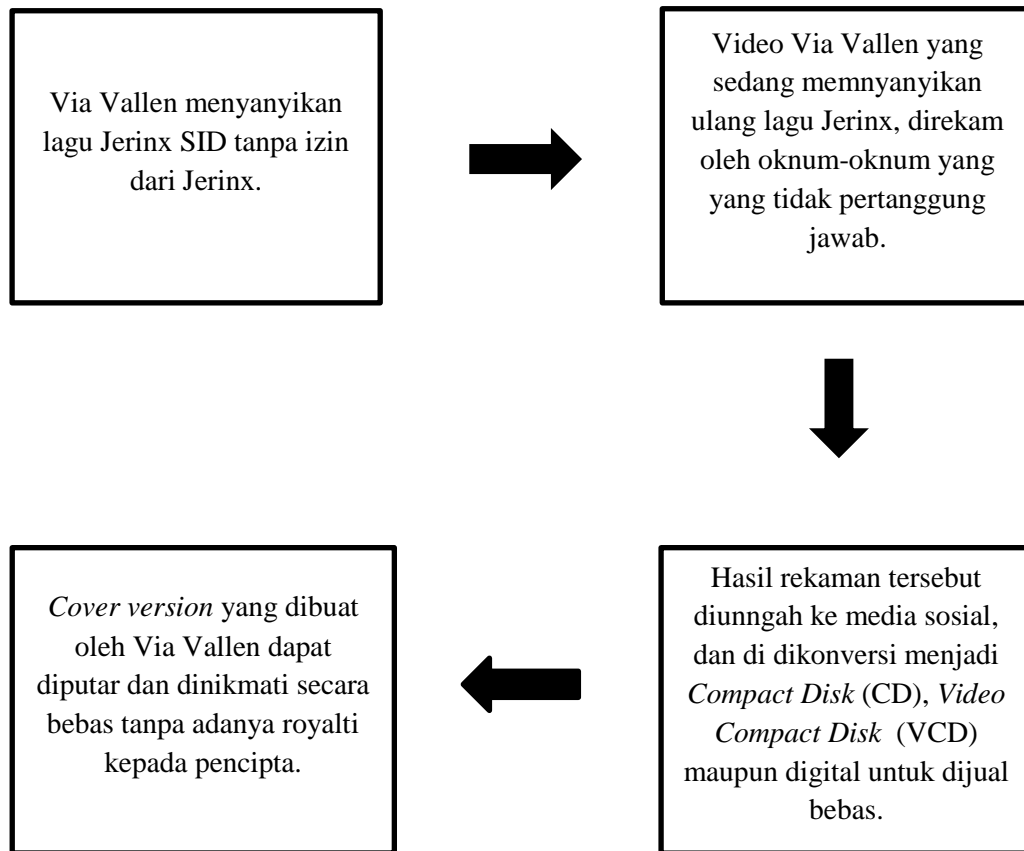 Via Vallen menyanyikan
lagu Jerinx SID tanpa izin
dari Jerinx.
Video Via Vallen yang
sedang memnyanyikan
ulang lagu Jerinx, direkam
oleh oknum-oknum yang
yang tidak pertanggung
jawab.
Hasil rekaman tersebut
diunngah ke media sosial,
dan di dikonversi menjadi
Compact Disk (CD), Video
Compact Disk (VCD)
maupun digital untuk dijual
bebas.
Cover version yang dibuat
oleh Via Vallen dapat
diputar dan dinikmati secara
bebas tanpa adanya royalti
kepada pencipta.